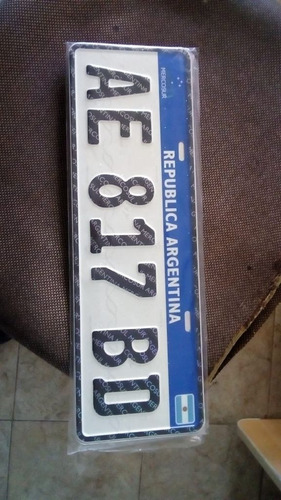 MERCOSUR
REPUBLICA ARGENTINA
AE 817 BD